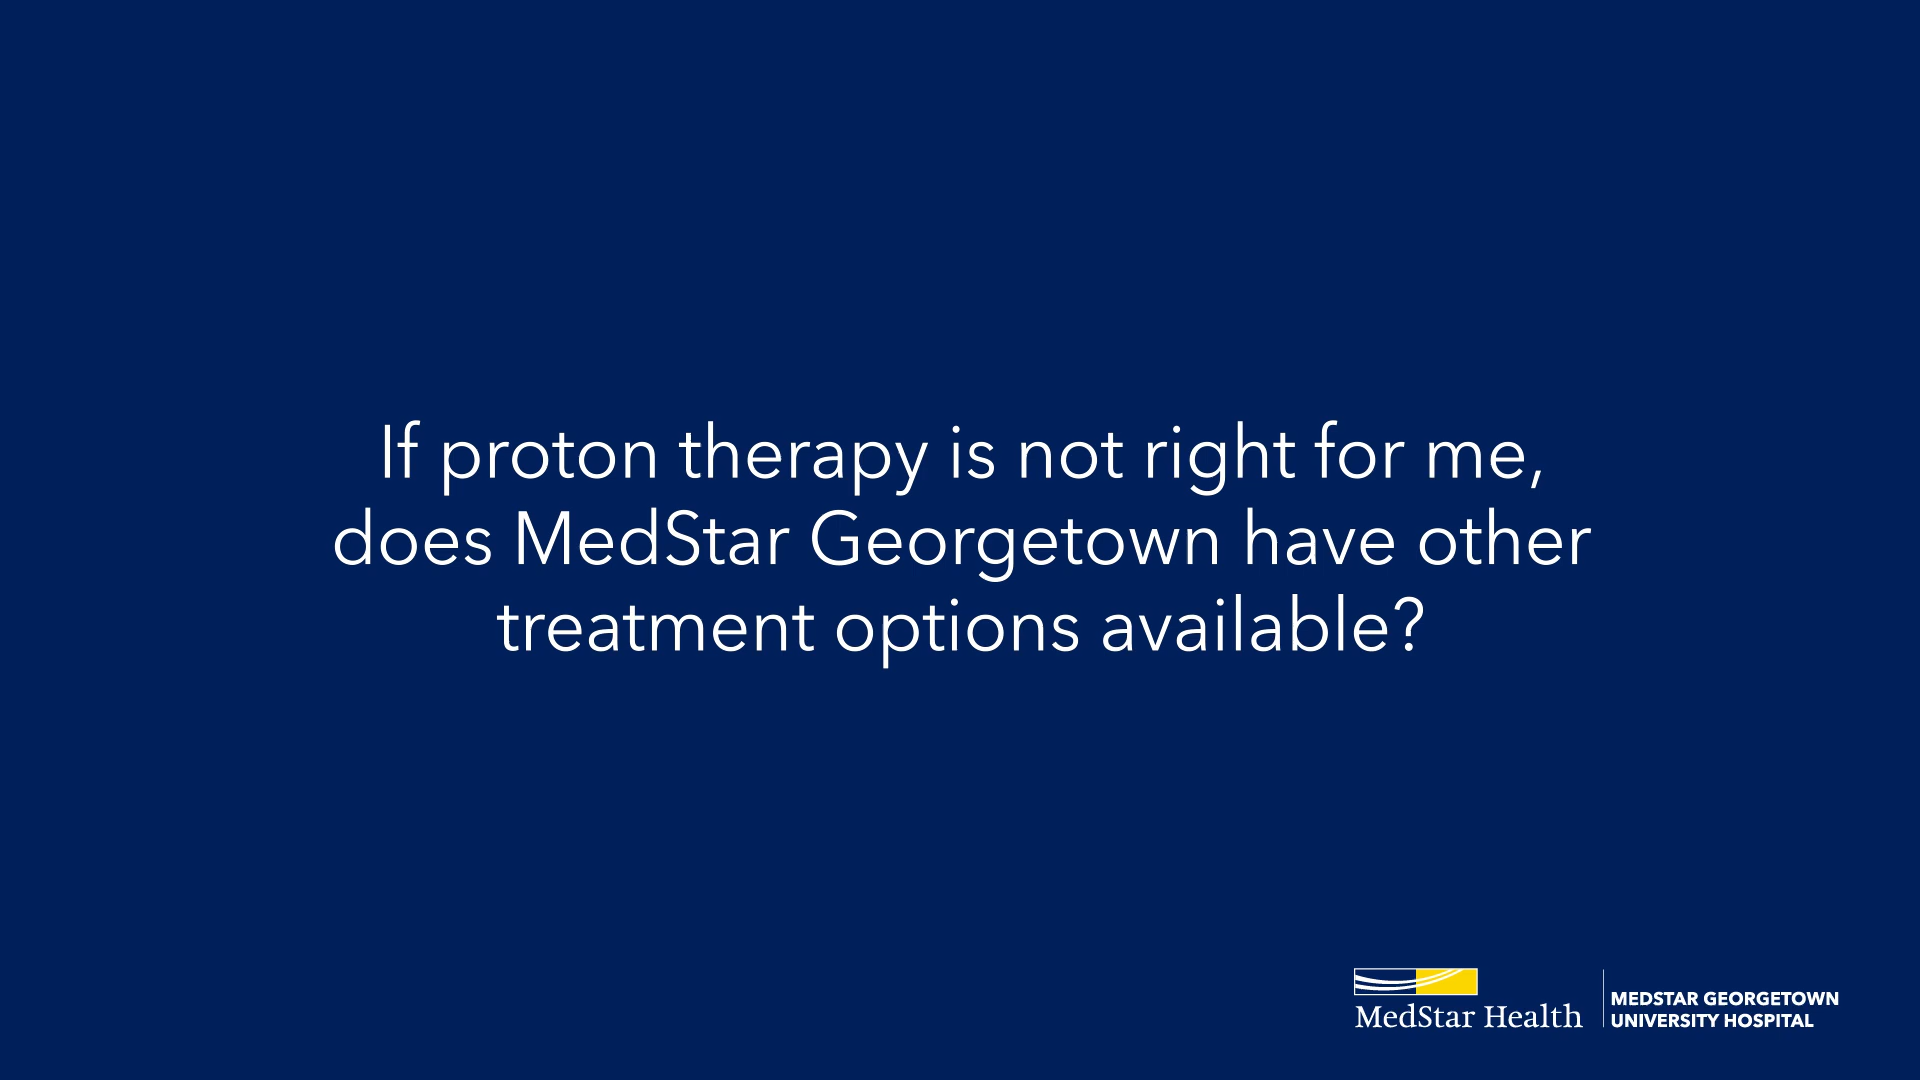 If proton therapy is not right for me,
does MedStar Georgetown have other
treatment options available?
MedStar Health
MEDSTAR GEORGETOWN
UNIVERSITY HOSPITAL